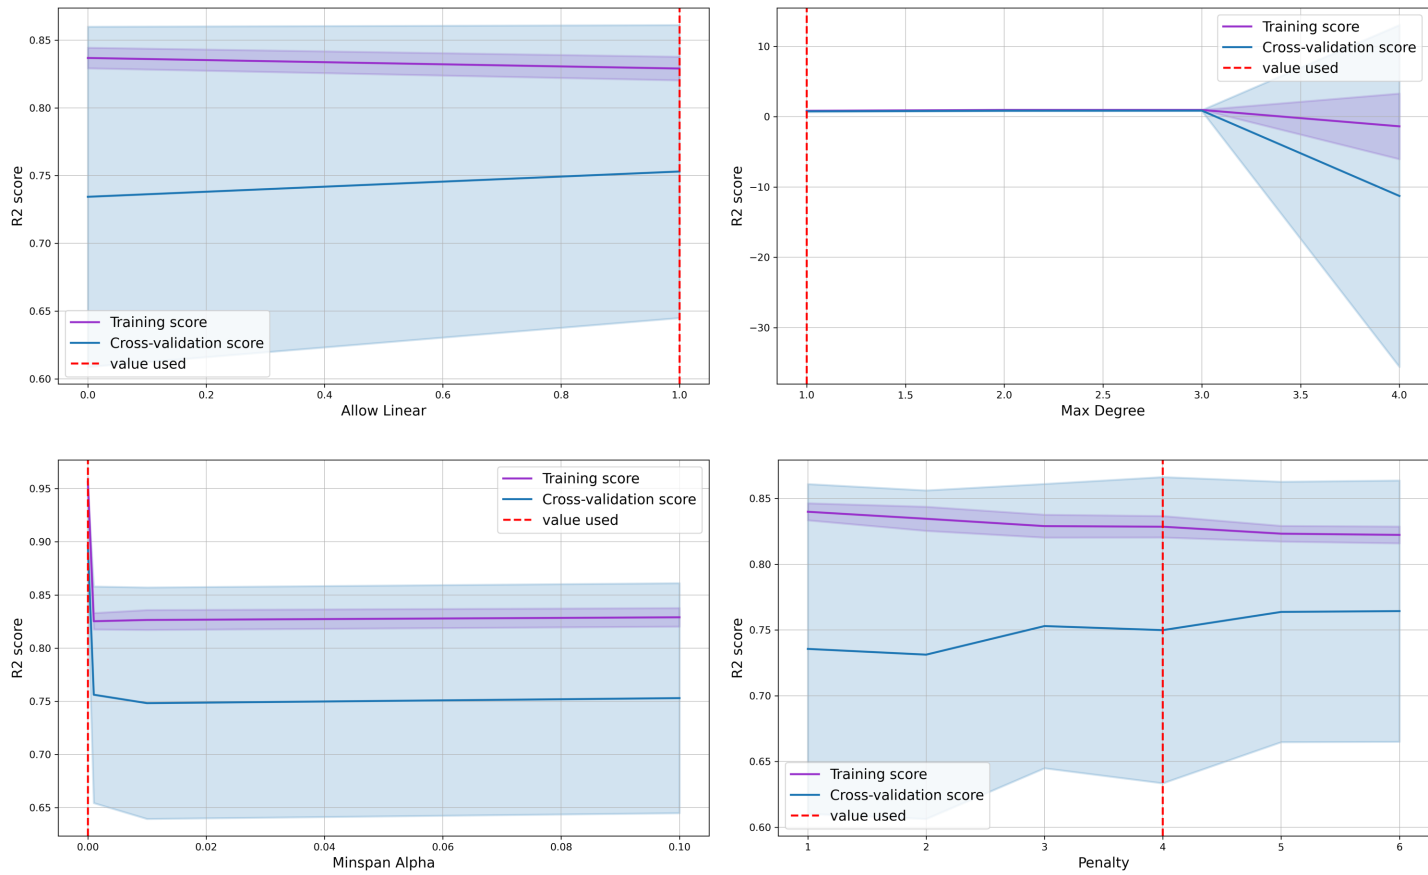 0.85
0.80
0.75
0.70
0.65
0.60
R2 score
Training score
Cross-validation score
value used
0.0 0.2 0.4 0.6 0.8 1.0
Allow Linear
10
0
−10
−20
−30
R2 score
Training score
Cross-validation score
value used
1.0 1.5 2.0 2.5 3.0 3.5 4.0
Max Degree
0.95
0.90
0.85
0.80
0.75
0.70
0.65
R2 score
Training score
Cross-validation score
value used
0.00 0.02 0.04 0.06 0.08 0.10
Minspan Alpha
0.85
0.80
0.75
0.70
0.65
0.60
R2 score
Training score
Cross-validation score
value used
1 2 3 4 5 6
Penalty